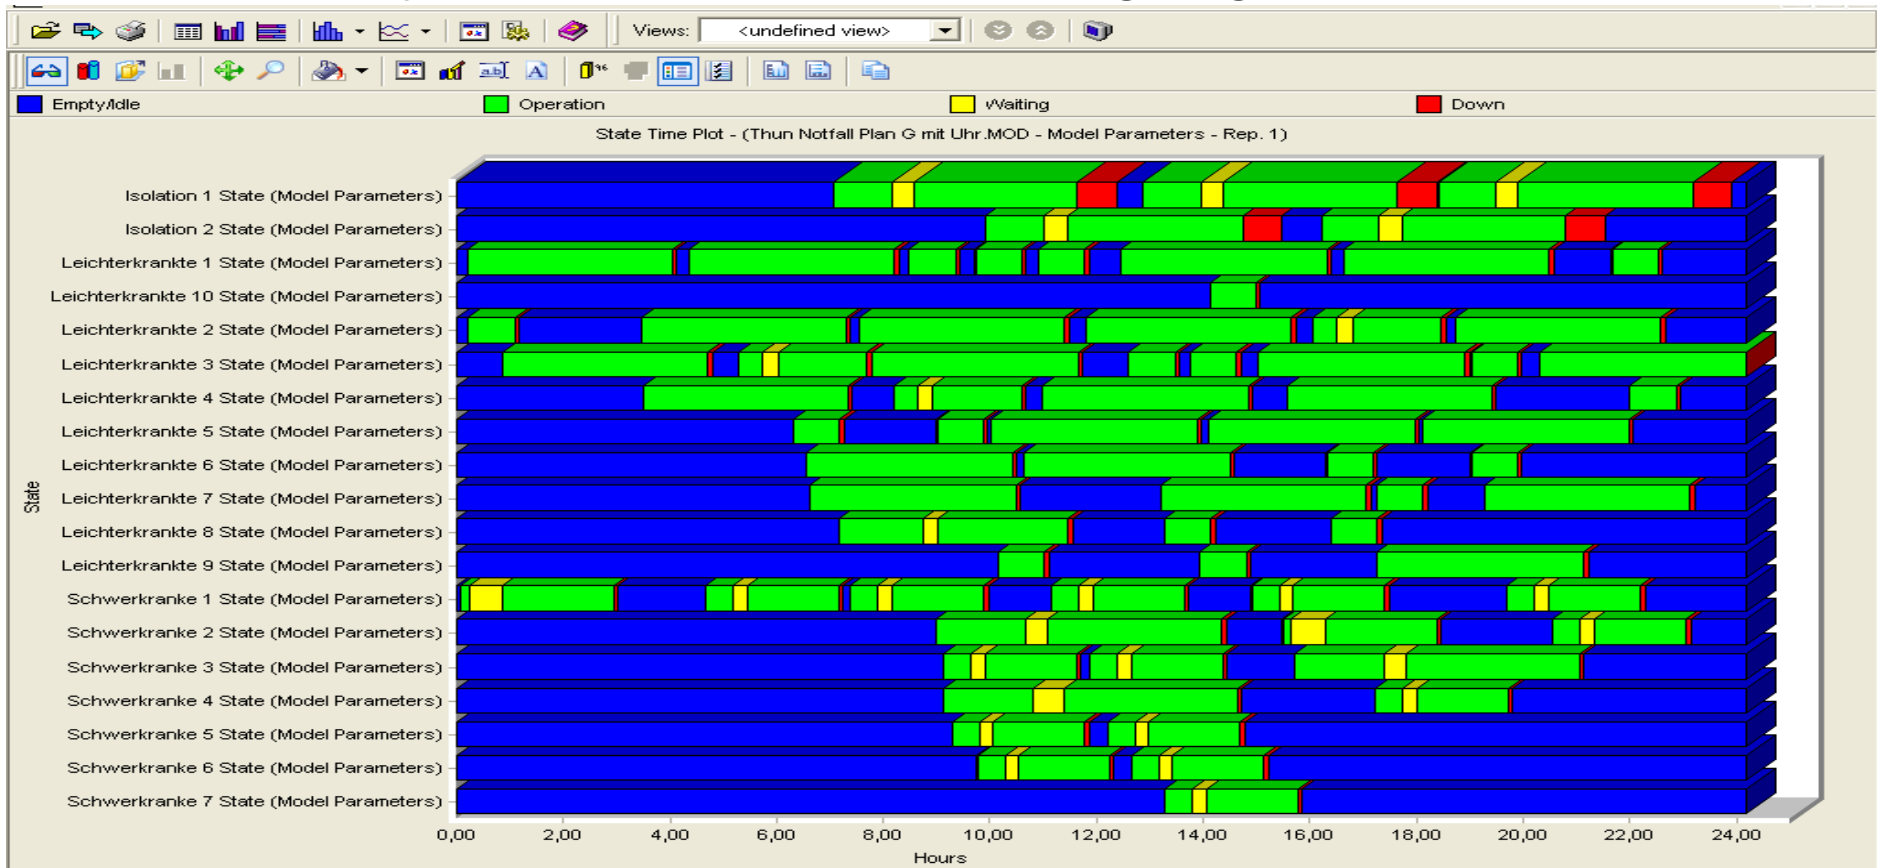 Views: <undefined view>
Empty/Idle Operation Waiting Down
State Time Plot - (Thun Notfall Plan G mit Uhr.MOD - Model Parameters - Rep. 1)
Isolation 1 State (Model Parameters)
Isolation 2 State (Model Parameters)
Leichterkrankte 1 State (Model Parameters)
Leichterkrankte 10 State (Model Parameters)
Leichterkrankte 2 State (Model Parameters)
Leichterkrankte 3 State (Model Parameters)
Leichterkrankte 4 State (Model Parameters)
Leichterkrankte 5 State (Model Parameters)
Leichterkrankte 6 State (Model Parameters)
Leichterkrankte 7 State (Model Parameters)
Leichterkrankte 8 State (Model Parameters)
Leichterkrankte 9 State (Model Parameters)
Schwerkranke 1 State (Model Parameters)
Schwerkranke 2 State (Model Parameters)
Schwerkranke 3 State (Model Parameters)
Schwerkranke 4 State (Model Parameters)
Schwerkranke 5 State (Model Parameters)
Schwerkranke 6 State (Model Parameters)
Schwerkranke 7 State (Model Parameters)
State
0,00 2,00 4,00 6,00 8,00 10,00 12,00 14,00 16,00 18,00 20,00 22,00 24,00
Hours